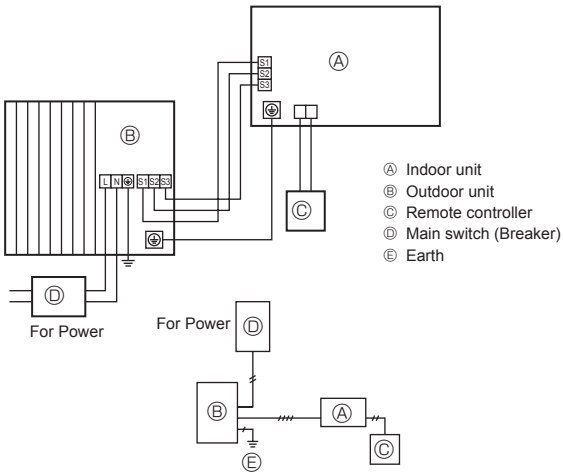 S1
S2
S3
Ⓐ
Ⓑ
L N S1 S2 S3
Ⓒ
Ⓐ Indoor unit
Ⓑ Outdoor unit
Ⓒ Remote controller
Ⓓ Main switch (Breaker)
Ⓔ Earth
Ⓓ
For Power
For Power Ⓓ
Ⓑ
Ⓐ
Ⓒ
Ⓔ